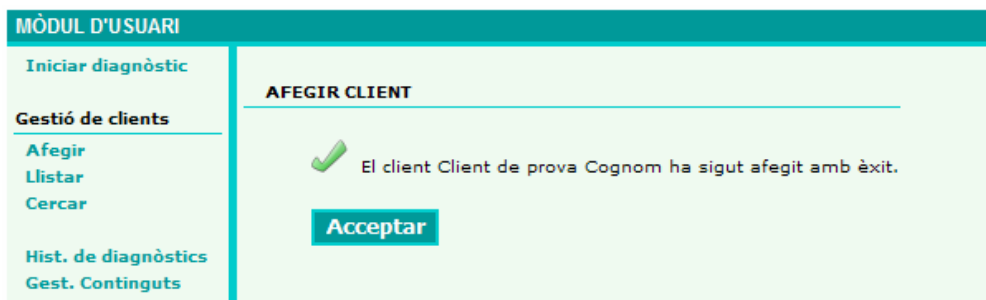 MÒDUL D'USUARI
Iniciar diagnòstic
Gestió de clients
Afegir
Llistar
Cercar
Hist. de diagnòstics
Gest. Continguts
AFEGIR CLIENT
El client Client de prova Cognom ha sigut afegit amb èxit.
Acceptar